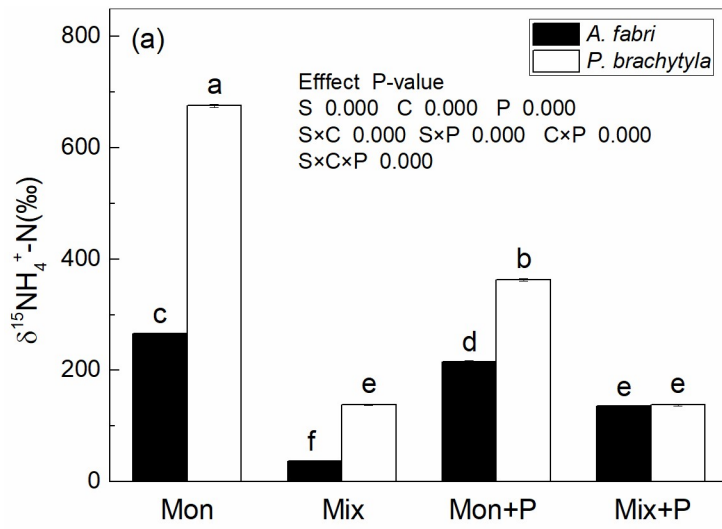 (a)
A. fabri
P. brachytyla
Efffect P-value
S 0.000 C 0.000 P 0.000
S×C 0.000 S×P 0.000 C×P 0.000
S×C×P 0.000
δ¹⁵NH₄⁺-N(‰)
800
600
400
200
0
a
b
c
d
e
e
e
f
Mon
Mix
Mon+P
Mix+P